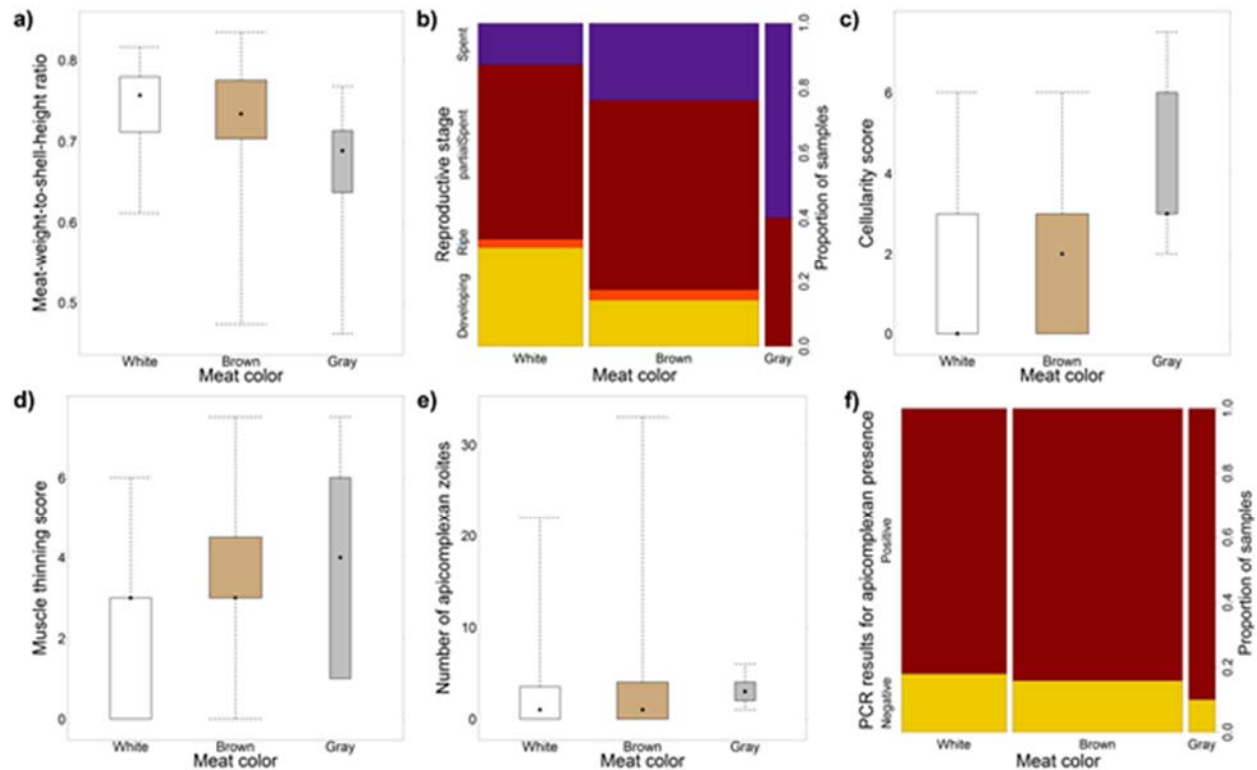 a)
Meat-weight-to-shell-height ratio
0.8
0.7
0.6
0.5
White Brown Gray
Meat color
b)
Reproductive stage
Spent
partialSpent
Ripe
Developing
1.0
0.8
0.6
0.4
0.2
0.0
Proportion of samples
White Brown Gray
Meat color
c)
Cellularity score
6
4
2
0
White Brown Gray
Meat color
d)
Muscle thinning score
6
4
2
0
White Brown Gray
Meat color
e)
Number of apicomplexan zoites
30
20
10
0
White Brown Gray
Meat color
f)
PCR results for apicomplexan presence
Positive
Negative
1.0
0.8
0.6
0.4
0.2
0.0
Proportion of samples
White Brown Gray
Meat color